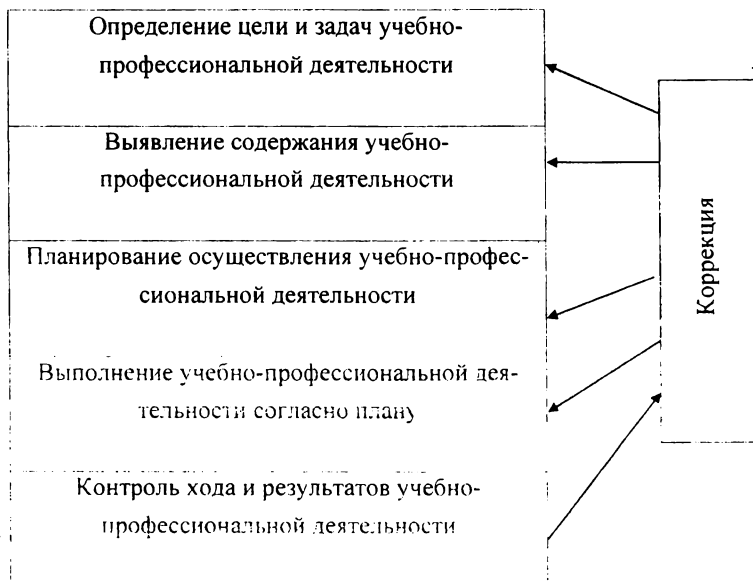 Определение цели и задач учебно-
профессиональной деятельности
Выявление содержания учебно-
профессиональной деятельности
Планирование осуществления учебно-профес-
сиональной деятельности
Выполнение учебно-профессиональной дея-
тельности согласно плану
Контроль хода и результатов учебно-
профессиональной деятельности
Коррекция